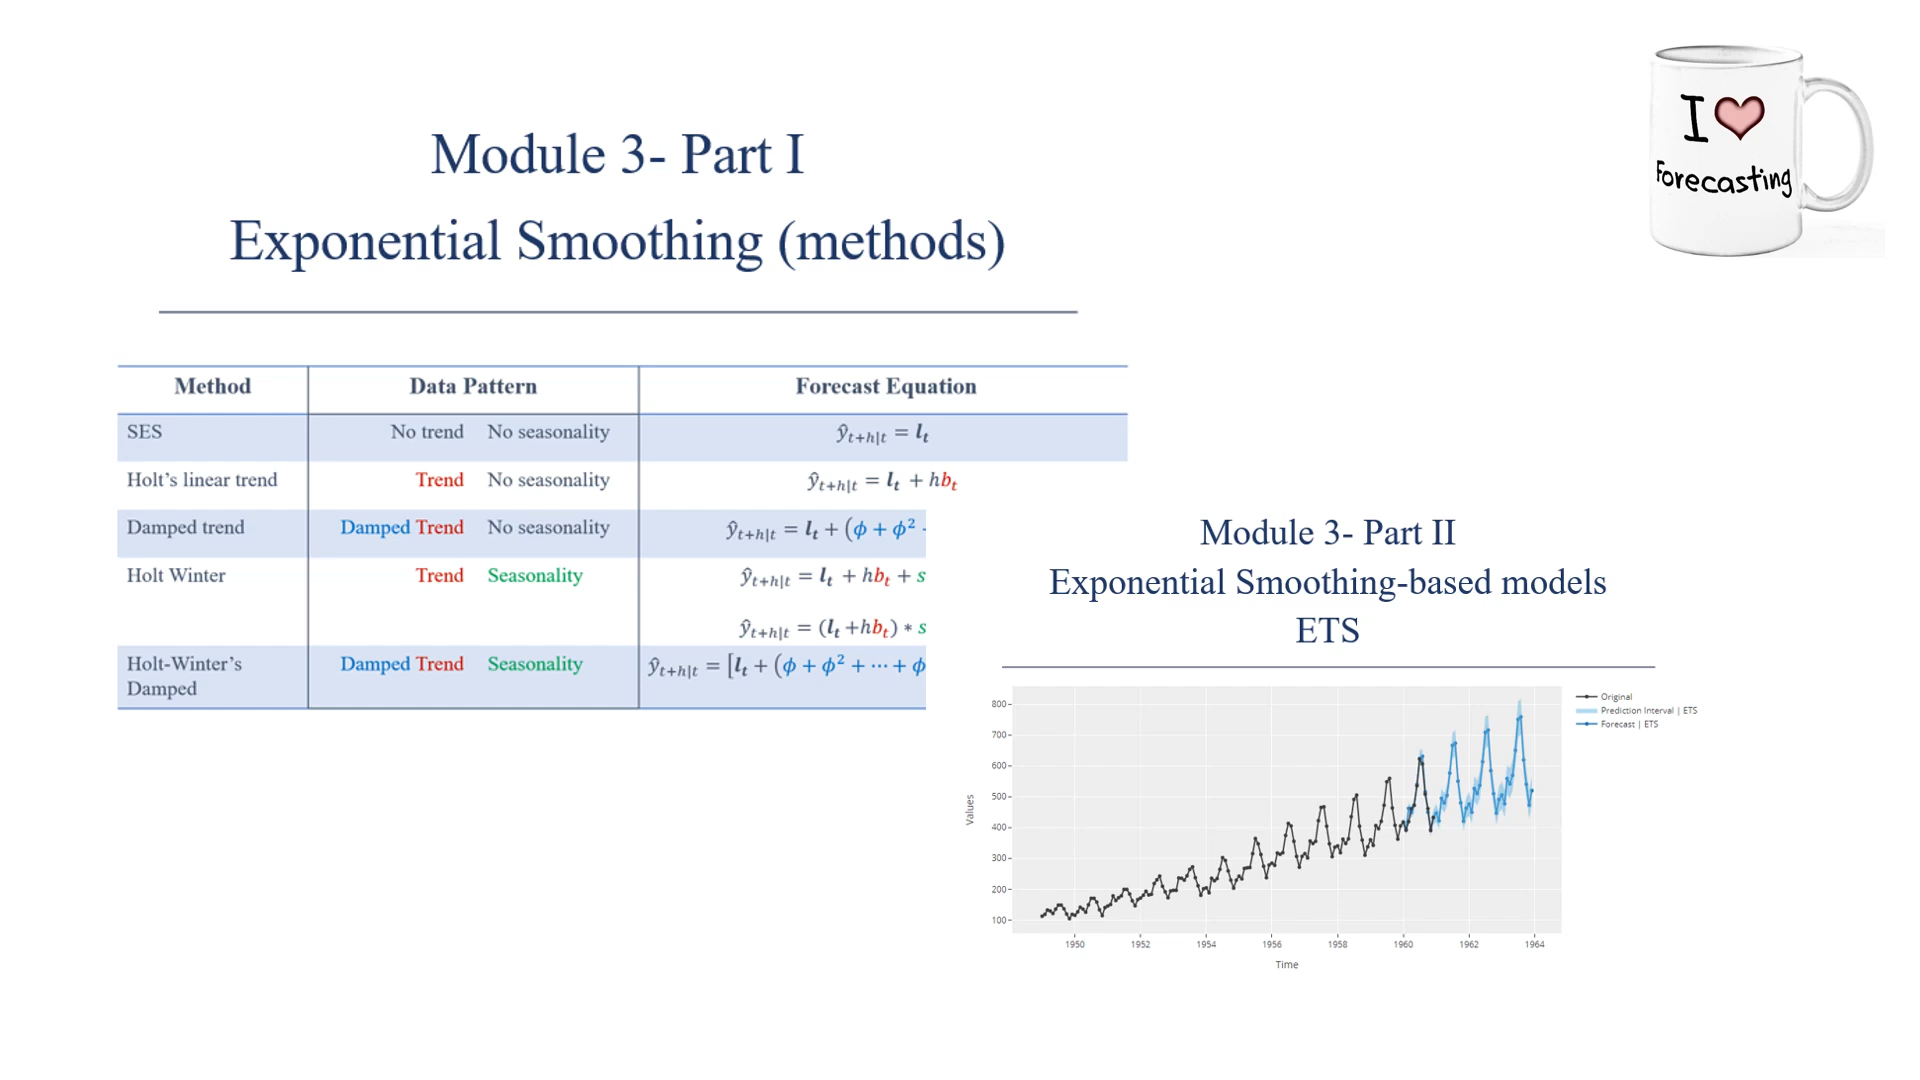 I ❤
Forecasting
Module 3- Part I
Exponential Smoothing (methods)
Method Data Pattern Forecast Equation
SES No trend No seasonality ŷₜ₊ₕ|ₜ = lₜ
Holt’s linear trend Trend No seasonality ŷₜ₊ₕ|ₜ = lₜ + hbₜ
Damped trend Damped Trend No seasonality ŷₜ₊ₕ|ₜ = lₜ + (ϕ + ϕ²
Holt Winter Trend Seasonality ŷₜ₊ₕ|ₜ = lₜ + hbₜ + s
ŷₜ₊ₕ|ₜ = (lₜ +hbₜ) * s
Holt-Winter’s Damped Trend Seasonality ŷₜ₊ₕ|ₜ = [lₜ + (ϕ + ϕ² + ⋯ + ϕ
Damped
Module 3- Part II
Exponential Smoothing-based models
ETS
Original
Prediction Interval | ETS
Forecast | ETS
800
700
600
500
400
300
200
100
Values
1950 1952 1954 1956 1958 1960 1962 1964
Time